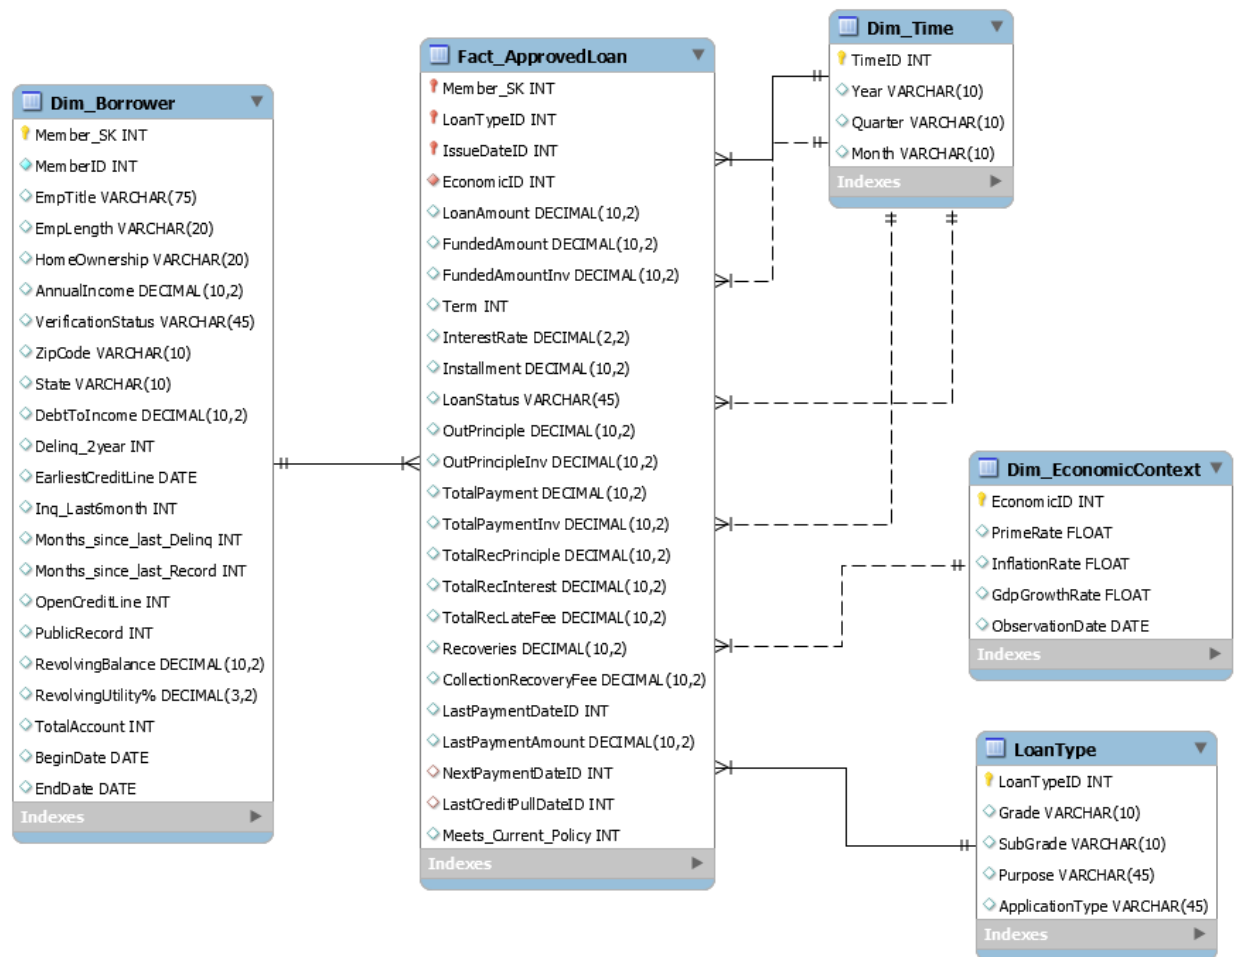 Dim_Borrower
Member_SK INT
MemberID INT
EmpTitle VARCHAR(75)
EmpLength VARCHAR(20)
HomeOwnership VARCHAR(20)
AnnualIncome DECIMAL(10,2)
VerificationStatus VARCHAR(45)
ZipCode VARCHAR(10)
State VARCHAR(10)
DebtToIncome DECIMAL(10,2)
Delinq_2year INT
EarliestCreditLine DATE
Inq_Last6month INT
Months_since_last_Delinq INT
Months_since_last_Record INT
OpenCreditLine INT
PublicRecord INT
RevolvingBalance DECIMAL(10,2)
RevolvingUtility% DECIMAL(3,2)
TotalAccount INT
BeginDate DATE
EndDate DATE
Indexes
Fact_ApprovedLoan
Member_SK INT
LoanTypeID INT
IssueDateID INT
EconomicID INT
LoanAmount DECIMAL(10,2)
FundedAmount DECIMAL(10,2)
FundedAmountInv DECIMAL(10,2)
Term INT
InterestRate DECIMAL(2,2)
Installment DECIMAL(10,2)
LoanStatus VARCHAR(45)
OutPrinciple DECIMAL(10,2)
OutPrincipleInv DECIMAL(10,2)
TotalPayment DECIMAL(10,2)
TotalPaymentInv DECIMAL(10,2)
TotalRecPrinciple DECIMAL(10,2)
TotalRecInterest DECIMAL(10,2)
TotalRecLateFee DECIMAL(10,2)
Recoveries DECIMAL(10,2)
CollectionRecoveryFee DECIMAL(10,2)
LastPaymentDateID INT
LastPaymentAmount DECIMAL(10,2)
NextPaymentDateID INT
LastCreditPullDateID INT
Meets_Current_Policy INT
Indexes
Dim_Time
TimeID INT
Year VARCHAR(10)
Quarter VARCHAR(10)
Month VARCHAR(10)
Indexes
Dim_EconomicContext
EconomicID INT
PrimeRate FLOAT
InflationRate FLOAT
GdpGrowthRate FLOAT
ObservationDate DATE
Indexes
LoanType
LoanTypeID INT
Grade VARCHAR(10)
SubGrade VARCHAR(10)
Purpose VARCHAR(45)
ApplicationType VARCHAR(45)
Indexes